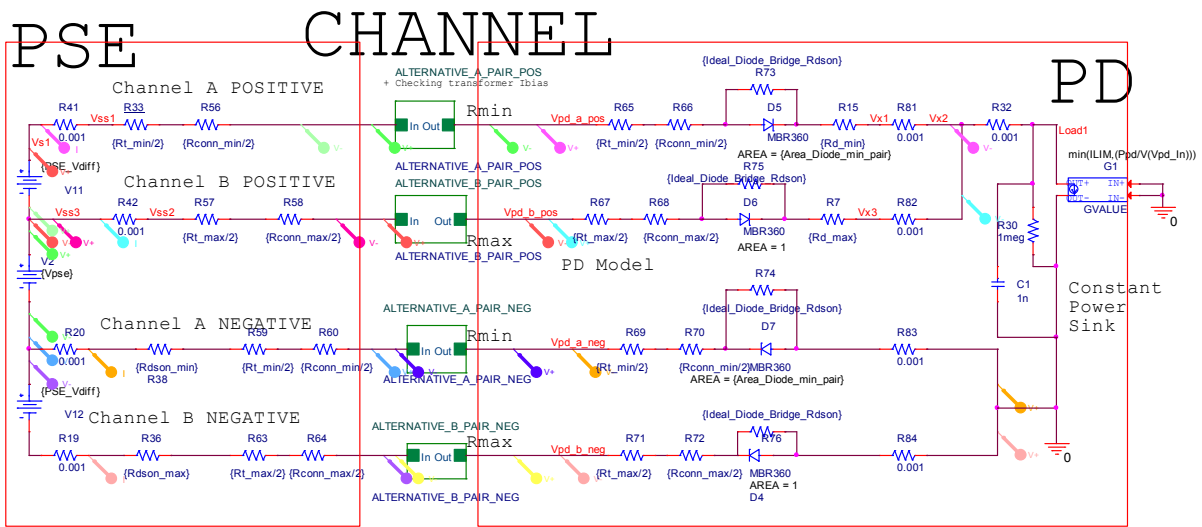 PSE
CHANNEL
PD
Channel A POSITIVE
ALTERNATIVE_A_PAIR_POS
+ Checking transformer Ibias
{Ideal_Diode_Bridge_Rdson}
R73
R41
Vss1
R33
R56
In Out
Rmin
Vpd_a_pos
R65
R66
D5
R15
Vx1
R81
Vx2
R32
0.001
{Rt_min/2}
{Rconn_min/2}
V-
V+
V-
V+
{Rt_min/2}
{Rconn_min/2}
MBR360
{Rd_min}
0.001
V-
0.001
Load1
Vs1
I
ALTERNATIVE_A_PAIR_POS
AREA = {Area_Diode_min_pair}
min(ILIM,(Ppd/V(Vpd_In)))
G1
{PSE_Vdiff}
V11
Channel B POSITIVE
ALTERNATIVE_B_PAIR_POS
R75
{Ideal_Diode_Bridge_Rdson}
OUT+ IN+
OUT- IN-
GVALUE
0
Vss3
R42
Vss2
R57
R58
In Out
Vpd_b_pos
R67
R68
D6
R7
Vx3
R82
0.001
{Rt_max/2}
{Rconn_max/2}
Rmax
{Rt_max/2}
{Rconn_max/2}
MBR360
{Rd_max}
0.001
R30
1meg
V+
I
V-
AREA = 1
V+
V2
{Vpse}
ALTERNATIVE_B_PAIR_POS
PD Model
R74
C1
1n
Constant
Power
Sink
ALTERNATIVE_A_PAIR_NEG
{Ideal_Diode_Bridge_Rdson}
Channel A NEGATIVE
R20
R59
R60
In Out
Rmin
Vpd_a_neg
R69
R70
D7
R83
0.001
{Rdson_min}
R38
{Rt_min/2}
{Rconn_min/2}
V+
{Rt_min/2}
{Rconn_min/2}
MBR360
0.001
V-
I
ALTERNATIVE_A_PAIR_NEG
AREA = {Area_Diode_min_pair}
{PSE_Vdiff}
V12
Channel B NEGATIVE
ALTERNATIVE_B_PAIR_NEG
{Ideal_Diode_Bridge_Rdson}
R19
R36
R63
R64
In Out
Rmax
Vpd_b_neg
R71
R72
R76
R84
0
0.001
{Rdson_max}
{Rt_max/2}
{Rconn_max/2}
{Rt_max/2}
{Rconn_max/2}
MBR360
0.001
V+
I
V+
AREA = 1
ALTERNATIVE_B_PAIR_NEG
D4